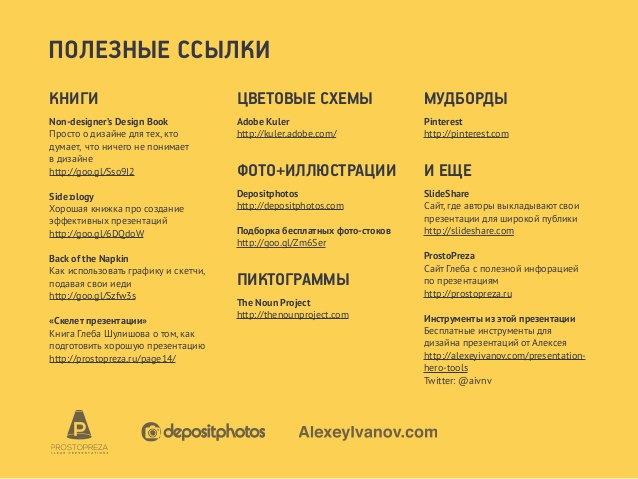 ПОЛЕЗНЫЕ ССЫЛКИ
КНИГИ
Non-designer's Design Book
Просто о дизайне для тех, кто
думает, что ничего не понимает
в дизайне
http://goo.gl/Sso9I2
Side:ology
Хорошая книжка про создание
эффективных презентаций
http://goo.gl/6DQdoW
Back of the Napkin
Как использовать графику и скетчи,
подавая свои иеди
http://goo.gl/Szfw3s
«Скелет презентации»
Книга Глеба Шулишова о том, как
подготовить хорошую презентацию
http://prostopreza.ru/page14/
ЦВЕТОВЫЕ СХЕМЫ
Adobe Kuler
http://kuler.adobe.com/
ФОТО+ИЛЛЮСТРАЦИИ
Depositphotos
http://depositphotos.com
Подборка бесплатных фото-стоков
http://goo.gl/Zm6Ser
ПИКТОГРАММЫ
The Noun Project
http://thenounproject.com
МУДБОРДЫ
Pinterest
http://pinterest.com
И ЕЩЕ
SlideShare
Сайт, где авторы выкладывают свои
презентации для широкой публики
http://slideshare.com
ProstoPreza
Сайт Глеба с полезной инфорацией
по презентациям
http://prostopreza.ru
Инструменты из этой презентации
Бесплатные инструменты для
дизайна презентаций от Алексея
http://alexeyivanov.com/presentation-
hero-tools
Twitter: @aivnv
P
PROSTOPREZA
CLEAR PRESENTATIONS
depositphotos
AlexeyIvanov.com